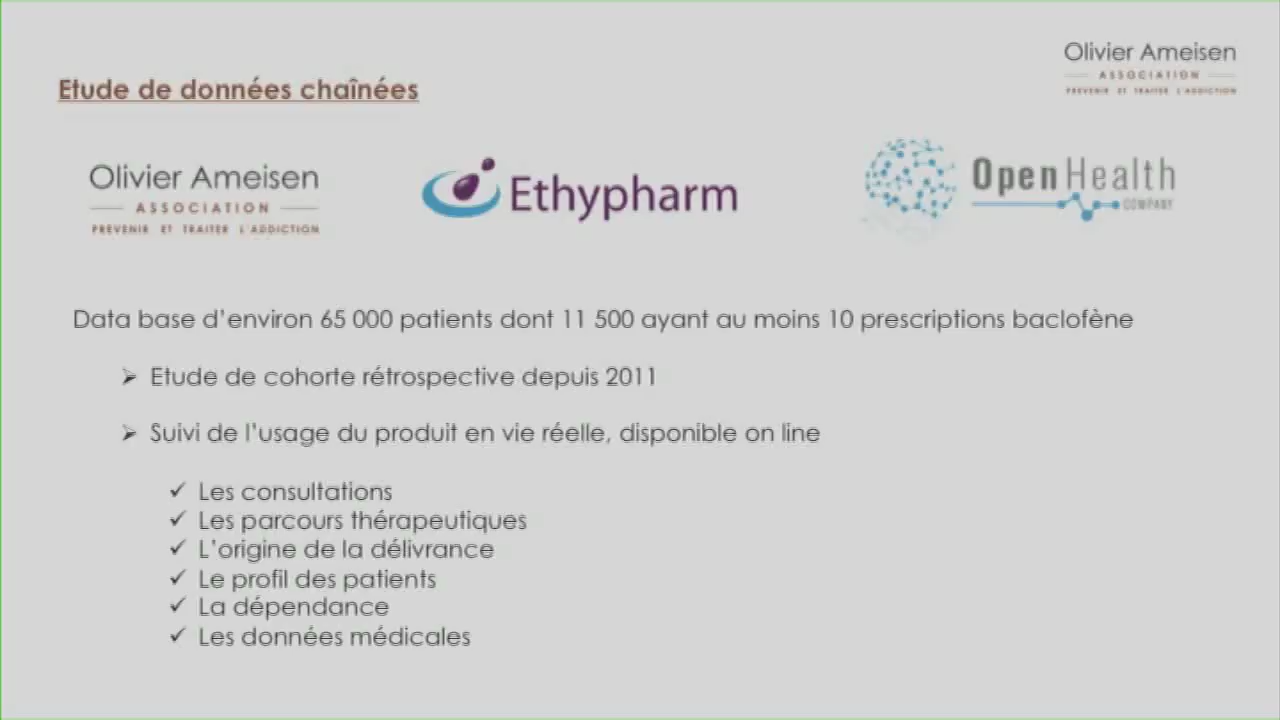 Olivier Ameisen
ASSOCIATION
PREVENIR ET TRAITER L'ADDICTION
Etude de données chaînées
Olivier Ameisen
ASSOCIATION
PREVENIR ET TRAITER L'ADDICTION
Ethypharm
OpenHealth
COMPANY
Data base d'environ 65 000 patients dont 11 500 ayant au moins 10 prescriptions baclofène
➢ Etude de cohorte rétrospective depuis 2011
➢ Suivi de l'usage du produit en vie réelle, disponible on line
✓ Les consultations
✓ Les parcours thérapeutiques
✓ L'origine de la délivrance
✓ Le profil des patients
✓ La dépendance
✓ Les données médicales